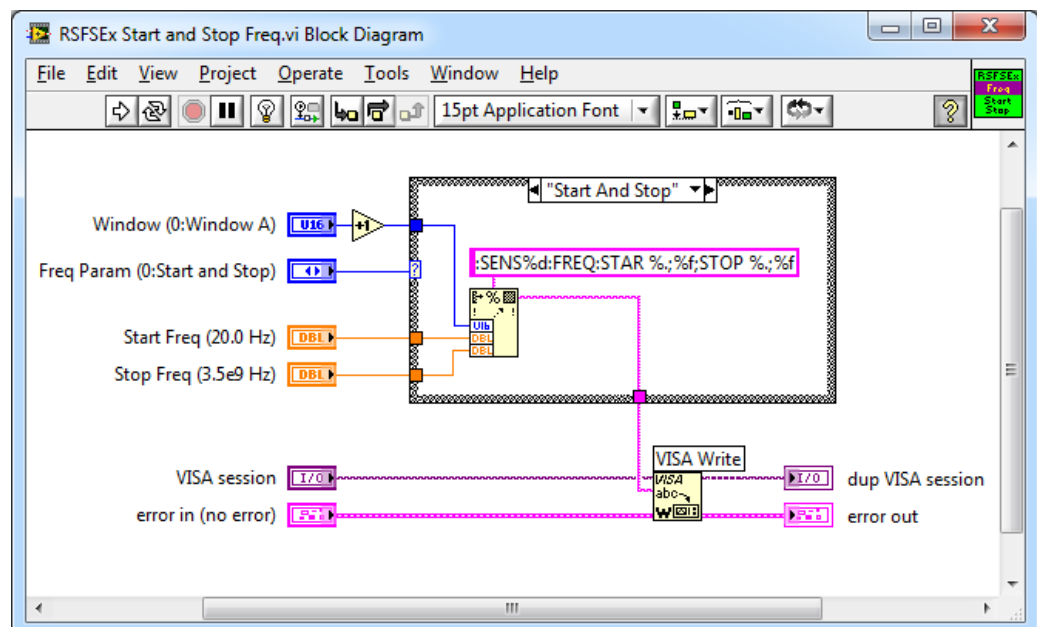 RSFSEx Start and Stop Freq.vi Block Diagram
File Edit View Project Operate Tools Window Help
RSFSEx
Freq
Start
Stop
15pt Application Font
?
"Start And Stop"
Window (0:Window A)
U16
+1
Freq Param (0:Start and Stop)
?
:SENS%d:FREQ:STAR %.;%f;STOP %.;%f
%
U16
DBL
DBL
Start Freq (20.0 Hz)
DBL
Stop Freq (3.5e9 Hz)
DBL
VISA Write
VISA session
I/O
VISA
abc
W
I/O
dup VISA session
error in (no error)
error out